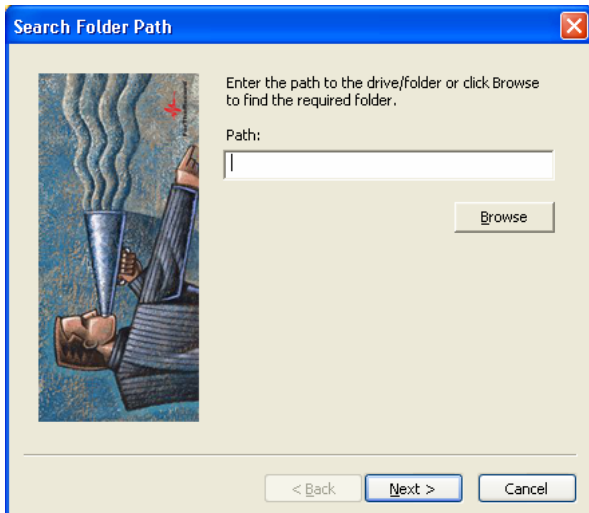 Search Folder Path
Enter the path to the drive/folder or click Browse
to find the required folder.
Path:
Browse
< Back
Next >
Cancel